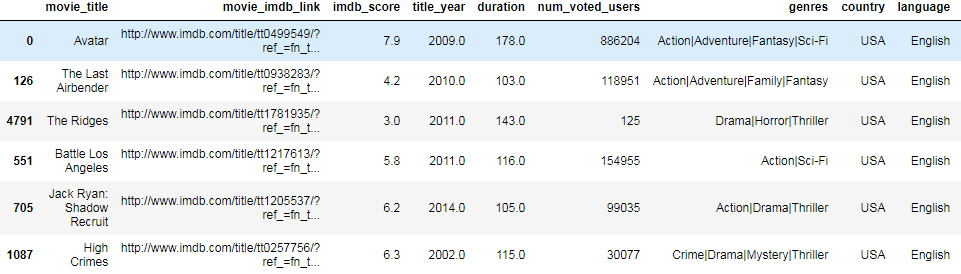 movie_title movie_imdb_link imdb_score title_year duration num_voted_users genres country language
0 Avatar http://www.imdb.com/title/tt0499549/?ref_=fn_t... 7.9 2009.0 178.0 886204 Action|Adventure|Fantasy|Sci-Fi USA English
126 The Last Airbender http://www.imdb.com/title/tt0938283/?ref_=fn_t... 4.2 2010.0 103.0 118951 Action|Adventure|Family|Fantasy USA English
4791 The Ridges http://www.imdb.com/title/tt1781935/?ref_=fn_t... 3.0 2011.0 143.0 125 Drama|Horror|Thriller USA English
551 Battle Los Angeles http://www.imdb.com/title/tt1217613/?ref_=fn_t... 5.8 2011.0 116.0 154955 Action|Sci-Fi USA English
705 Jack Ryan: Shadow Recruit http://www.imdb.com/title/tt1205537/?ref_=fn_t... 6.2 2014.0 105.0 99035 Action|Drama|Thriller USA English
1087 High Crimes http://www.imdb.com/title/tt0257756/?ref_=fn_t... 6.3 2002.0 115.0 30077 Crime|Drama|Mystery|Thriller USA English